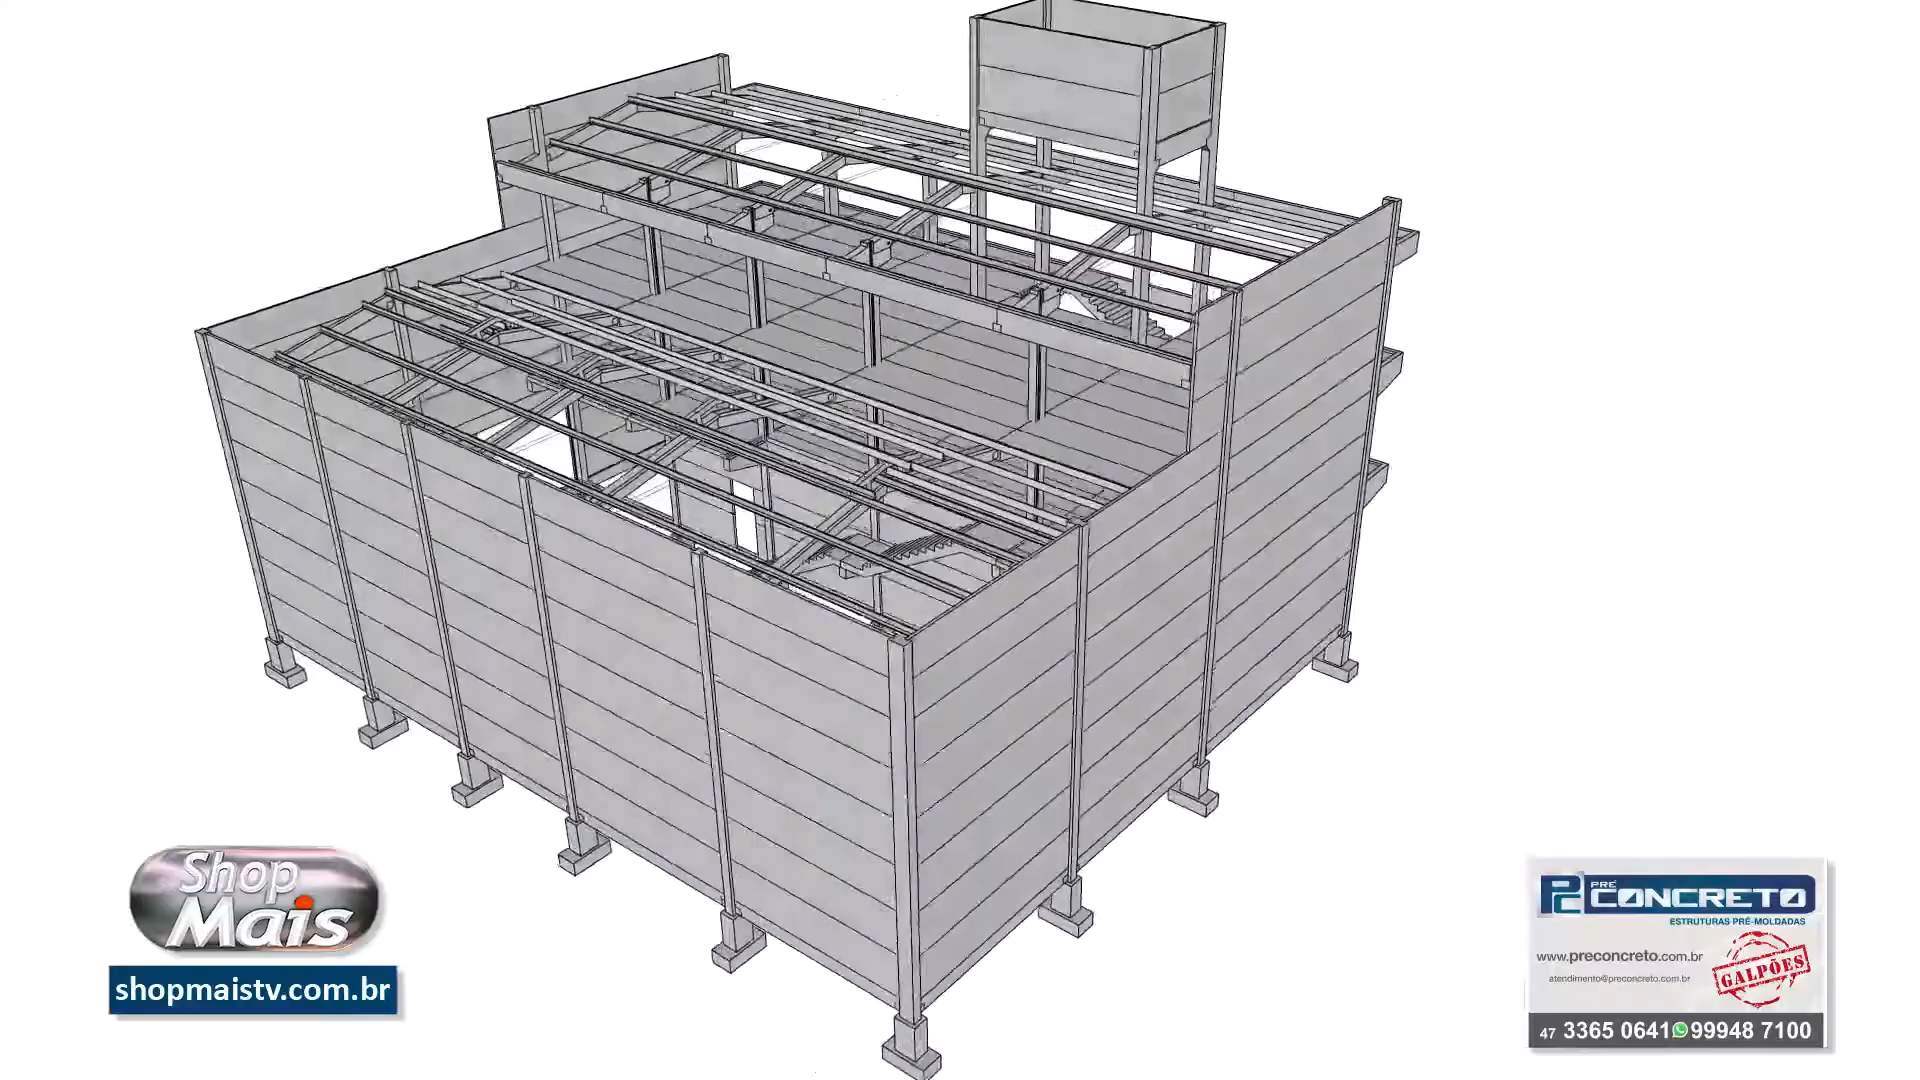 Shop
Mais
shopmaistv.com.br
PC PRÉ
CONCRETO
ESTRUTURAS PRÉ-MOLDADAS
www.preconcreto.com.br
atendimento@preconcreto.com.br
GALPÕES
47 3365 0641 99948 7100